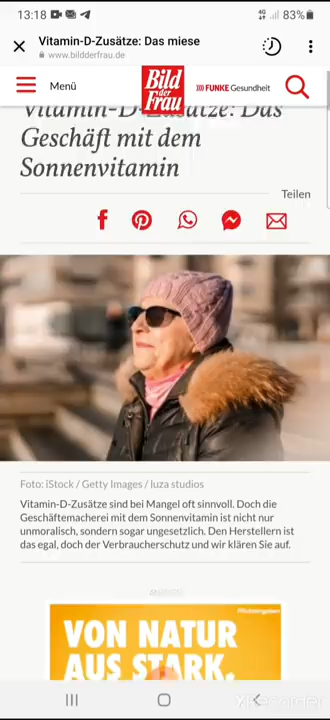 13:18
4G
83%
Vitamin-D-Zusätze: Das miese
www.bildderfrau.de
Menü
Bild
der
Frau
FUNKE Gesundheit
Vitamin-D-Zusätze: Das
Geschäft mit dem
Sonnenvitamin
Teilen
Foto: iStock / Getty Images / luza studios
Vitamin-D-Zusätze sind bei Mangel oft sinnvoll. Doch die
Geschäftemacherei mit dem Sonnenvitamin ist nicht nur
unmoralisch, sondern sogar ungesetzlich. Den Herstellern ist
das egal, doch der Verbraucherschutz und wir klären Sie auf.
ANZEIGE
VON NATUR
AUS STARK.
XRecorder